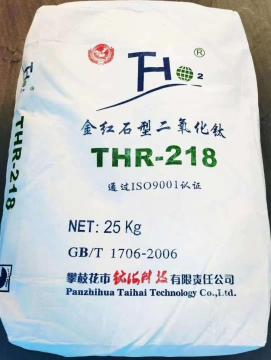 TH 2 ®
金红石型二氧化钛
THR-218
通过ISO9001认证
NET: 25 Kg
GB/T 1706-2006
攀枝花市钛海科技有限责任公司
Panzhihua Taihai Technology Co.,Ltd.